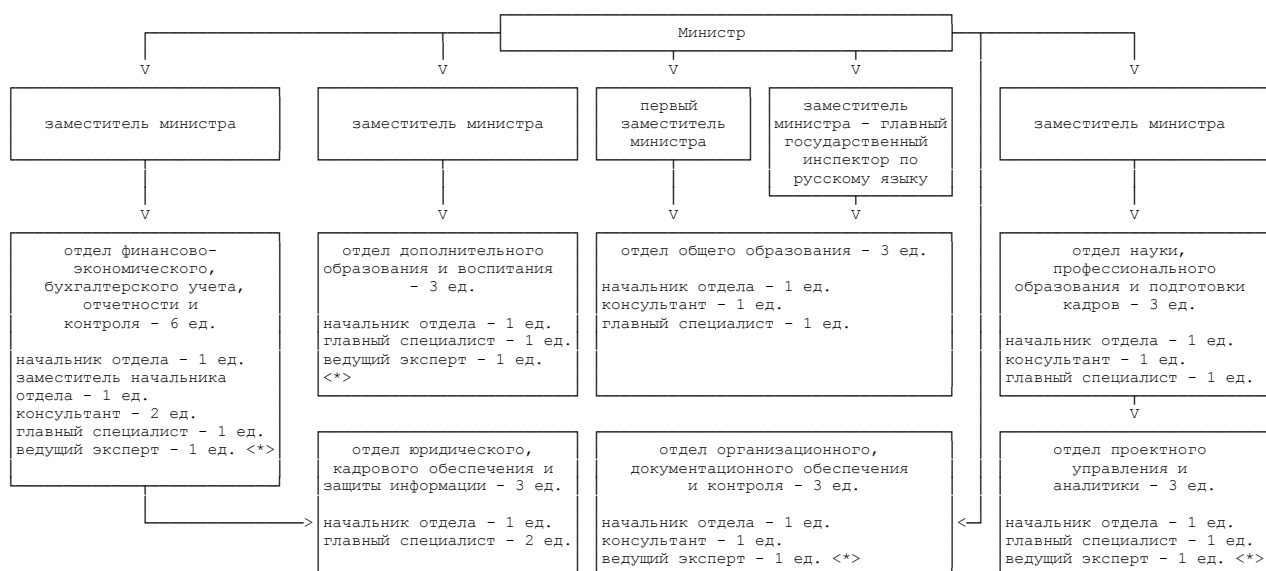 Министр
V
V
V
V
V
заместитель министра
заместитель министра
первый
заместитель
министра
заместитель
министра - главный
государственный
инспектор по
русскому языку
заместитель министра
V
V
V
V
V
отдел финансово-
экономического,
бухгалтерского учета,
отчетности и
контроля - 6 ед.
начальник отдела - 1 ед.
заместитель начальника
отдела - 1 ед.
консультант - 2 ед.
главный специалист - 1 ед.
ведущий эксперт - 1 ед. <*>
отдел дополнительного
образования и воспитания
- 3 ед.
начальник отдела - 1 ед.
главный специалист - 1 ед.
ведущий эксперт - 1 ед.
<*>
отдел общего образования - 3 ед.
начальник отдела - 1 ед.
консультант - 1 ед.
главный специалист - 1 ед.
отдел науки,
профессионального
образования и подготовки
кадров - 3 ед.
начальник отдела - 1 ед.
консультант - 1 ед.
главный специалист - 1 ед.
V
отдел юридического,
кадрового обеспечения и
защиты информации - 3 ед.
начальник отдела - 1 ед.
главный специалист - 2 ед.
отдел организационного,
документационного обеспечения
и контроля - 3 ед.
начальник отдела - 1 ед.
консультант - 1 ед.
ведущий эксперт - 1 ед. <*>
отдел проектного
управления и
аналитики - 3 ед.
начальник отдела - 1 ед.
главный специалист - 1 ед.
ведущий эксперт - 1 ед. <*>